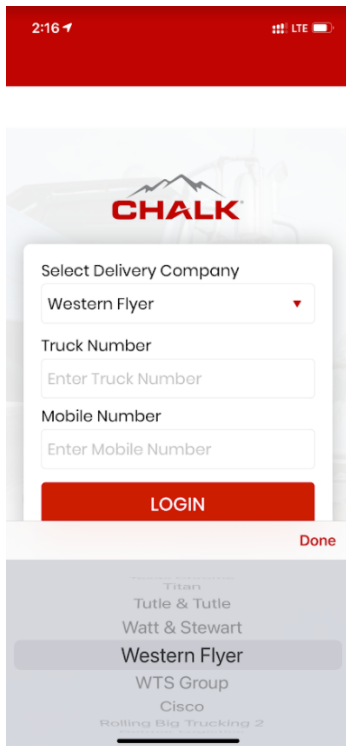 2:16
LTE
CHALK
Select Delivery Company
Western Flyer
Truck Number
Enter Truck Number
Mobile Number
Enter Mobile Number
LOGIN
Done
Titan
Tutle & Tutle
Watt & Stewart
Western Flyer
WTS Group
Cisco
Rolling Big Trucking 2